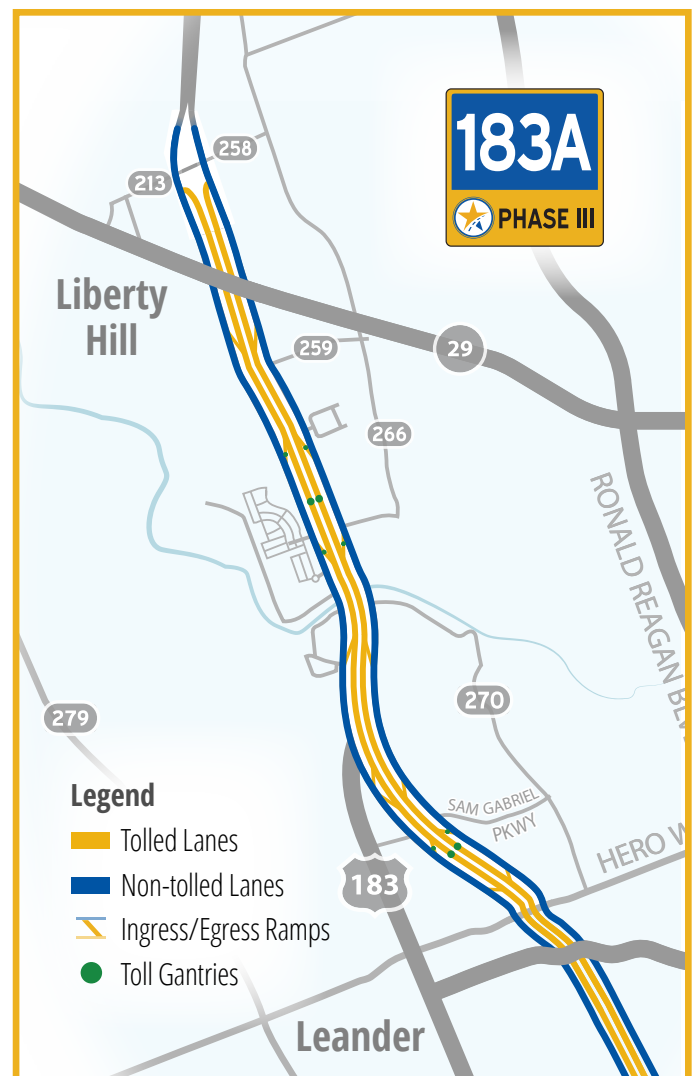 183A
PHASE III
258
213
Liberty
Hill
259
29
266
RONALD REAGAN BLV
270
279
SAM GABRIEL
PKWY
HERO W
183
Legend
Tolled Lanes
Non-tolled Lanes
Ingress/Egress Ramps
Toll Gantries
Leander